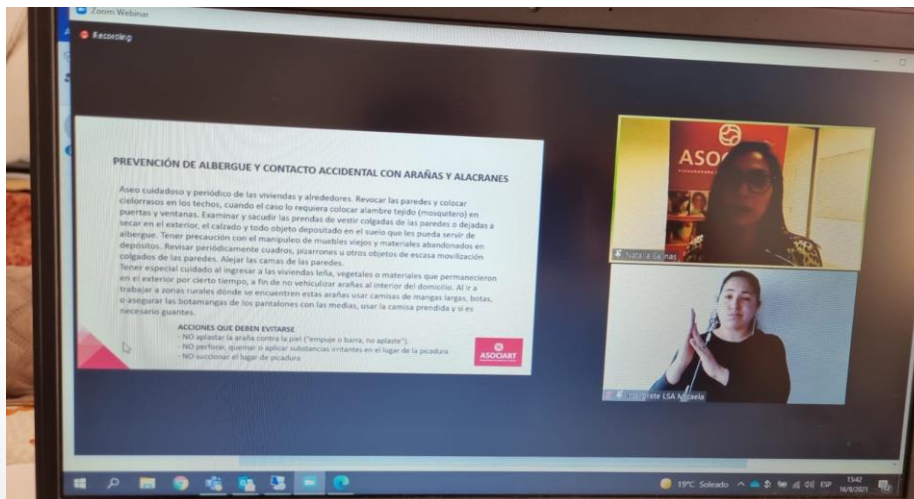 Zoom Webinar
Recording
PREVENCIÓN DE ALBERGUE Y CONTACTO ACCIDENTAL CON ARAÑAS Y ALACRANES
Aseo cuidadoso y periódico de las viviendas y alrededores. Revocar las paredes y colocar
cielorrasos en los techos, cuando el caso lo requiera colocar alambre tejido (mosquitero) en
puertas y ventanas. Examinar y sacudir las prendas de vestir colgadas de las paredes o dejadas a
secar en el exterior, el calzado y todo objeto depositado en el suelo que les pueda servir de
albergue. Tener precaución con el manipuleo de muebles viejos y materiales abandonados en
depósitos. Revisar periódicamente cuadros, pizarrones u otros objetos de escasa movilización
colgados de las paredes. Alejar las camas de las paredes.
Tener especial cuidado al ingresar a las viviendas leña, vegetales o materiales que permanecieron
en el exterior por cierto tiempo, a fin de no vehiculizar arañas al interior del domicilio. Al ir a
trabajar a zonas rurales dónde se encuentren estas arañas usar camisas de mangas largas, botas,
o asegurar las botamangas de los pantalones con las medias, usar la camisa prendida y si es
necesario guantes.
ACCIONES QUE DEBEN EVITARSE
- NO aplastar la araña contra la piel ("empuje o barra, no aplaste").
- NO perforar, quemar o aplicar substancias irritantes en el lugar de la picadura
- NO succionar el lugar de picadura
ASOCIART
ASOC
Natalia Salinas
LSA Micaela
19°C Soleado
ESP
15:42
16/9/2021